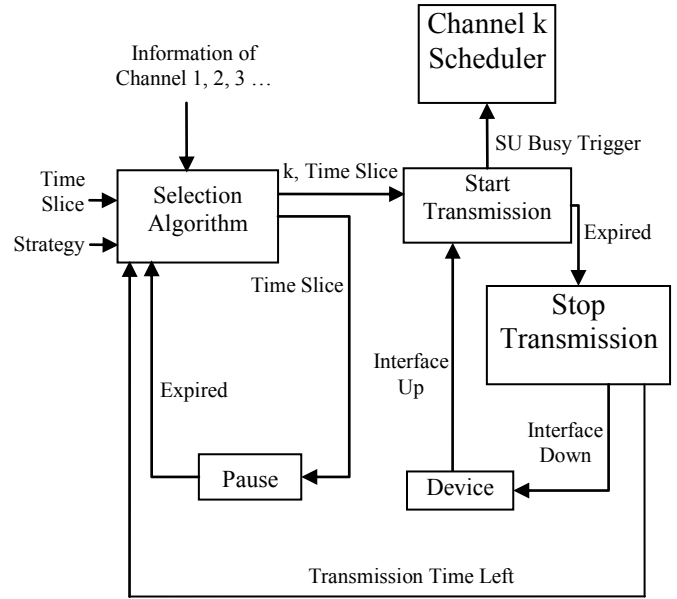 Information of
Channel 1, 2, 3 …
Channel k
Scheduler
SU Busy Trigger
k, Time Slice
Time
Slice
Strategy
Selection
Algorithm
Start
Transmission
Expired
Time Slice
Stop
Transmission
Interface
Up
Expired
Interface
Down
Pause
Device
Transmission Time Left